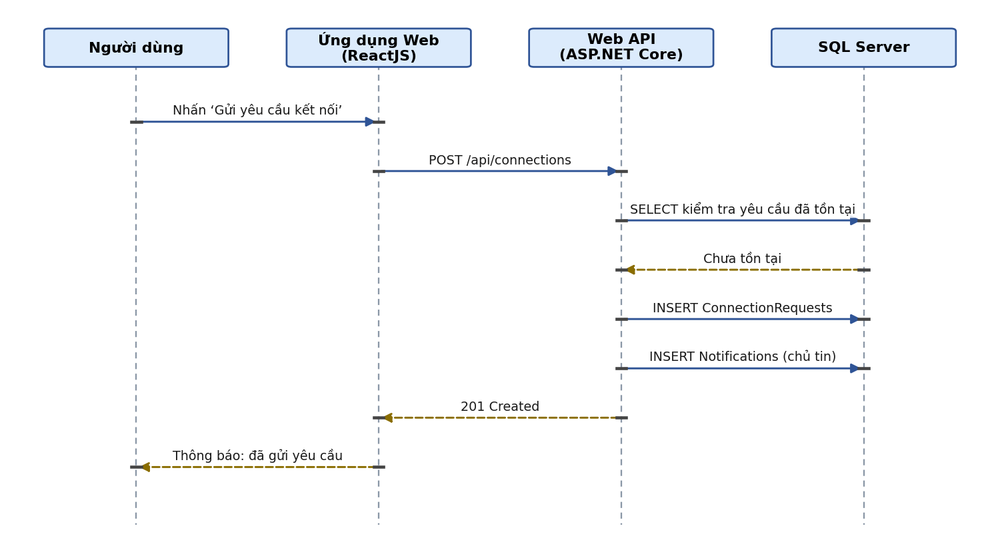 Người dùng
Ứng dụng Web
(ReactJS)
Web API
(ASP.NET Core)
SQL Server
Nhấn ‘Gửi yêu cầu kết nối’
POST /api/connections
SELECT kiểm tra yêu cầu đã tồn tại
Chưa tồn tại
INSERT ConnectionRequests
INSERT Notifications (chủ tin)
201 Created
Thông báo: đã gửi yêu cầu